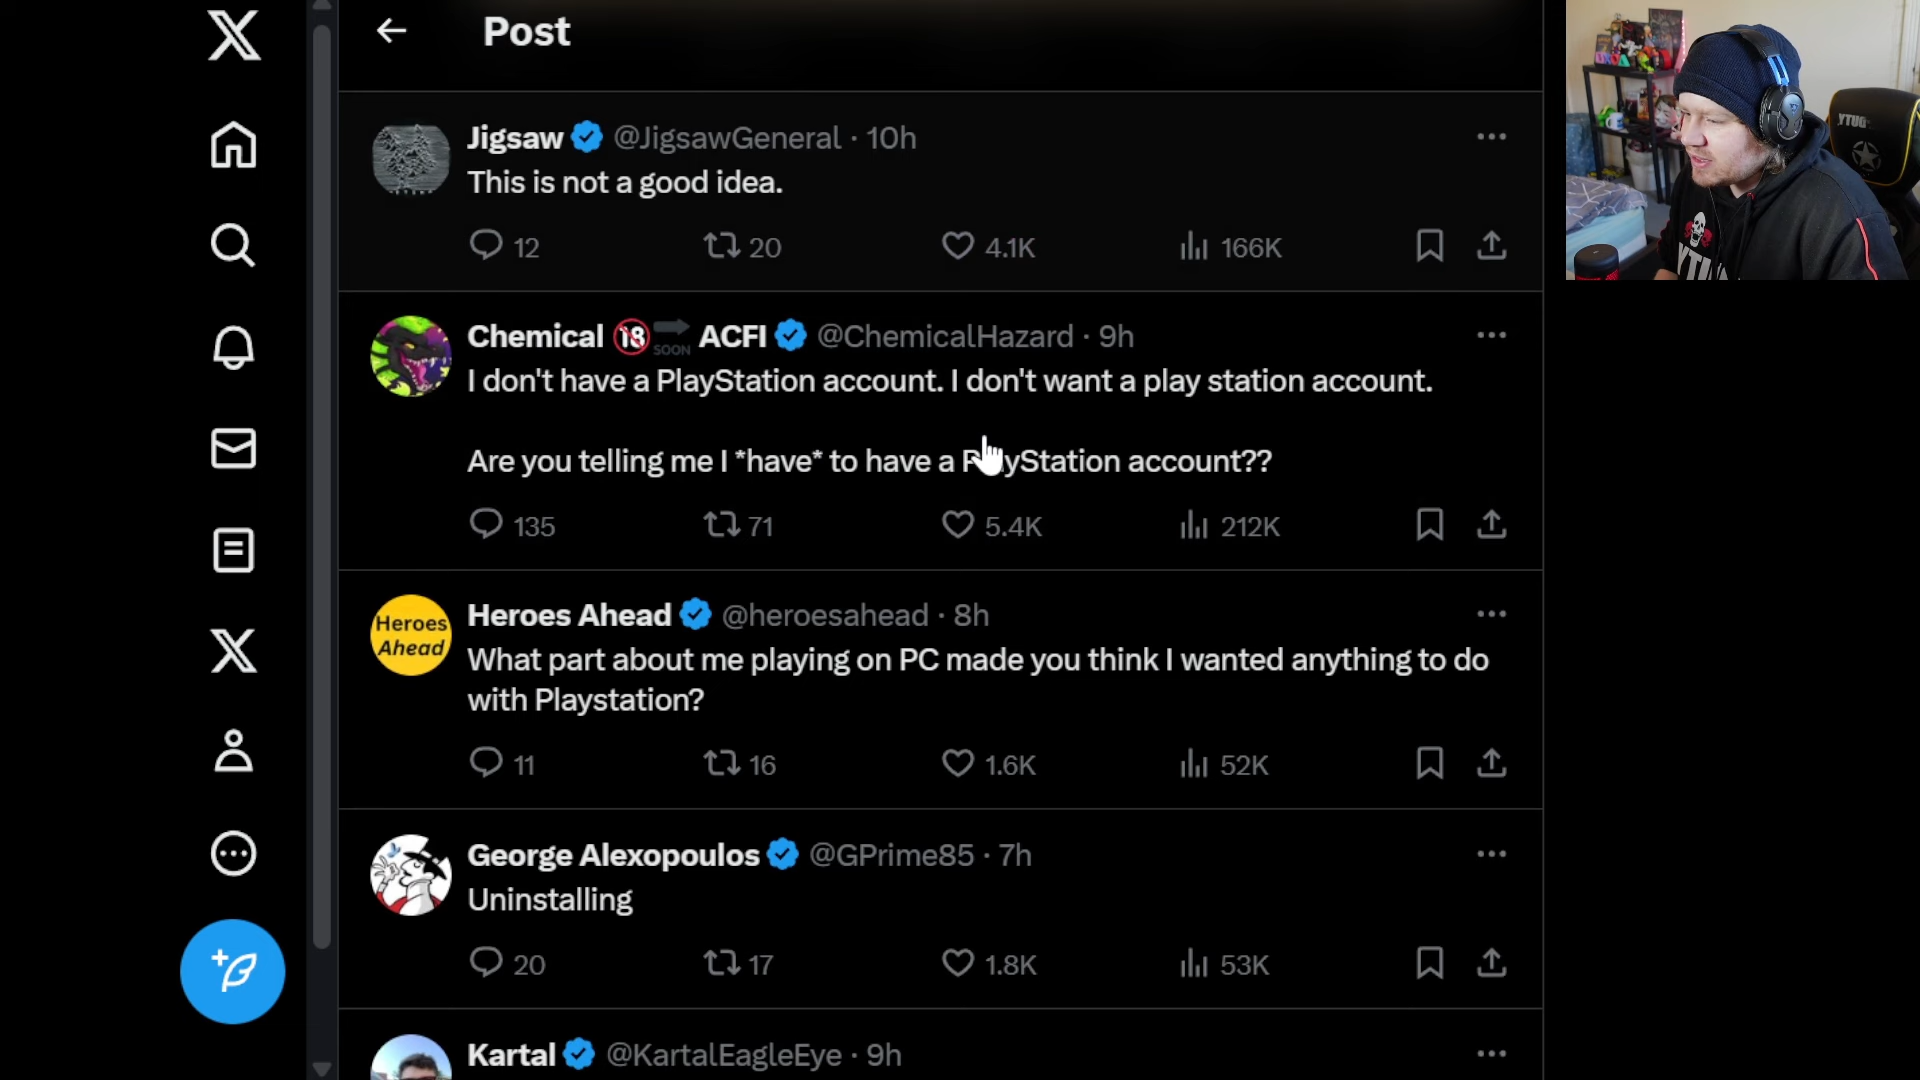 Post
Jigsaw @JigsawGeneral · 10h
This is not a good idea.
12 20 4.1K 166K
Chemical 🔞🔜 ACFI @ChemicalHazard · 9h
I don't have a PlayStation account. I don't want a play station account.
Are you telling me I *have* to have a PlayStation account??
135 71 5.4K 212K
Heroes Ahead @heroesahead · 8h
Heroes
Ahead
What part about me playing on PC made you think I wanted anything to do
with Playstation?
11 16 1.6K 52K
George Alexopoulos @GPrime85 · 7h
Uninstalling
20 17 1.8K 53K
Kartal @KartalEagleEye · 9h
YTUG